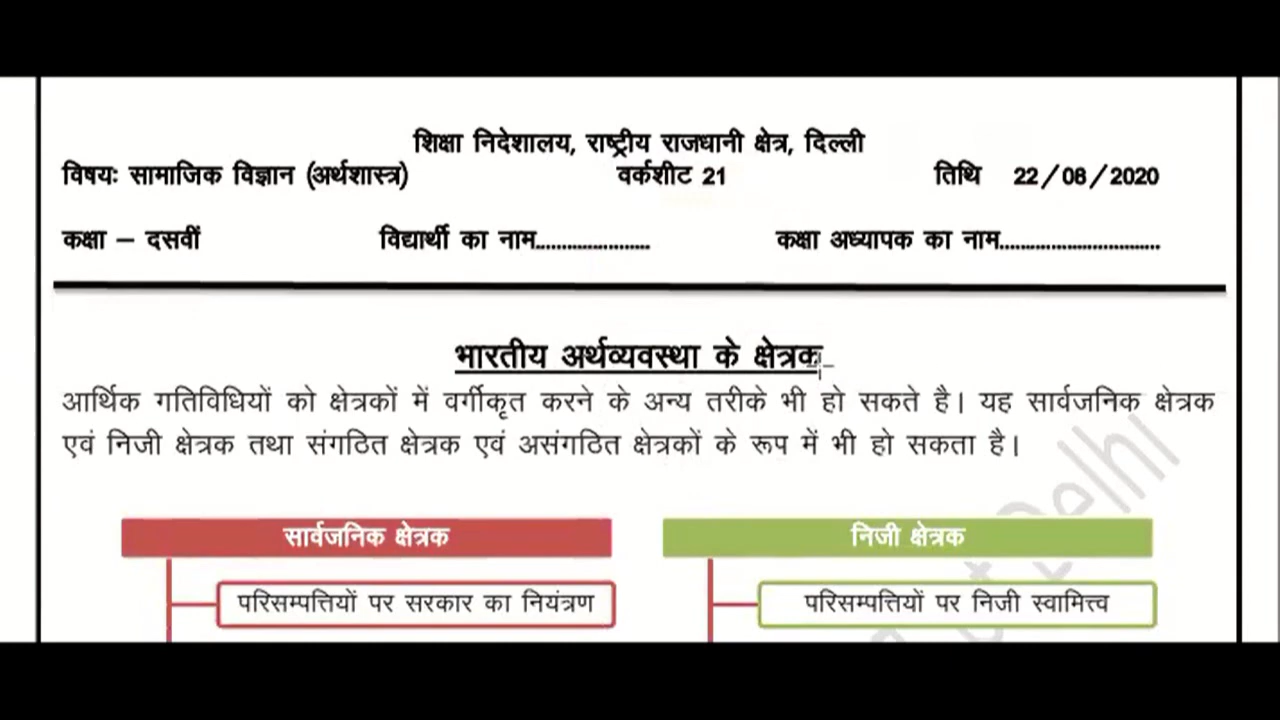 शिक्षा निदेशालय, राष्ट्रीय राजधानी क्षेत्र, दिल्ली
विषयः सामाजिक विज्ञान (अर्थशास्त्र) वर्कशीट 21 तिथि 22/08/2020
कक्षा – दसवीं विद्यार्थी का नाम...................... कक्षा अध्यापक का नाम...............................
भारतीय अर्थव्यवस्था के क्षेत्रक
आर्थिक गतिविधियों को क्षेत्रकों में वर्गीकृत करने के अन्य तरीके भी हो सकते है। यह सार्वजनिक क्षेत्रक
एवं निजी क्षेत्रक तथा संगठित क्षेत्रक एवं असंगठित क्षेत्रकों के रूप में भी हो सकता है।
सार्वजनिक क्षेत्रक
निजी क्षेत्रक
परिसम्पत्तियों पर सरकार का नियंत्रण
परिसम्पत्तियों पर निजी स्वामित्त्व
Delhi